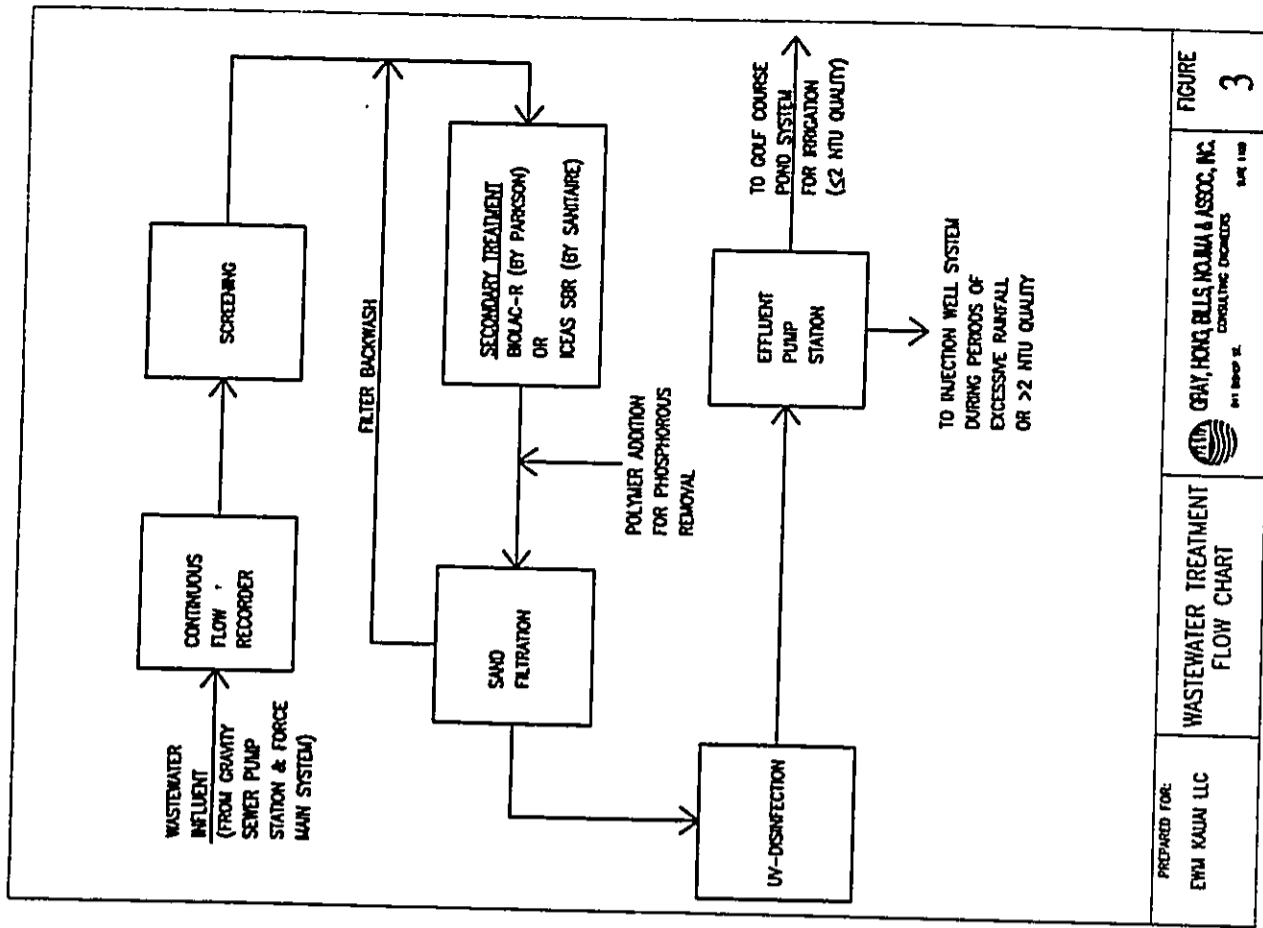 WASTEWATER
INFLUENT
(FROM GRAVITY
SEWER PUMP
STATION & FORCE
MAIN SYSTEM)
CONTINUOUS
FLOW
RECORDER
SCREENING
FILTER BACKWASH
SECONDARY TREATMENT
BIOLAC-R (BY PARKSON)
OR
ICEAS SBR (BY SANITAIRE)
POLYMER ADDITION
FOR PHOSPHOROUS
REMOVAL
SAND
FILTRATION
UV-DISINFECTION
EFFLUENT
PUMP
STATION
TO GOLF COURSE
POND SYSTEM
FOR IRRIGATION
(≤2 NTU QUALITY)
TO INJECTION WELL SYSTEM
DURING PERIODS OF
EXCESSIVE RAINFALL
OR >2 NTU QUALITY
PREPARED FOR:
EWM KAUAI LLC
WASTEWATER TREATMENT
FLOW CHART
GRAY, HONG, BILLS, NOJIMA & ASSOC, INC.
CONSULTING ENGINEERS
841 BISHOP ST.
FIGURE
3